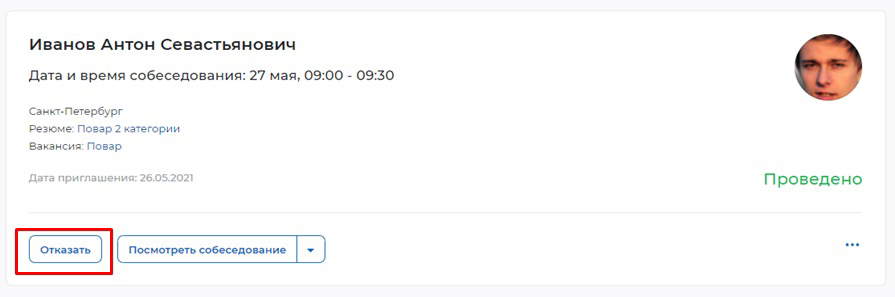 Иванов Антон Севастьянович
Дата и время собеседования: 27 мая, 09:00 - 09:30
Санкт-Петербург
Резюме: Повар 2 категории
Вакансия: Повар
Дата приглашения: 26.05.2021
Проведено
Отказать
Посмотреть собеседование